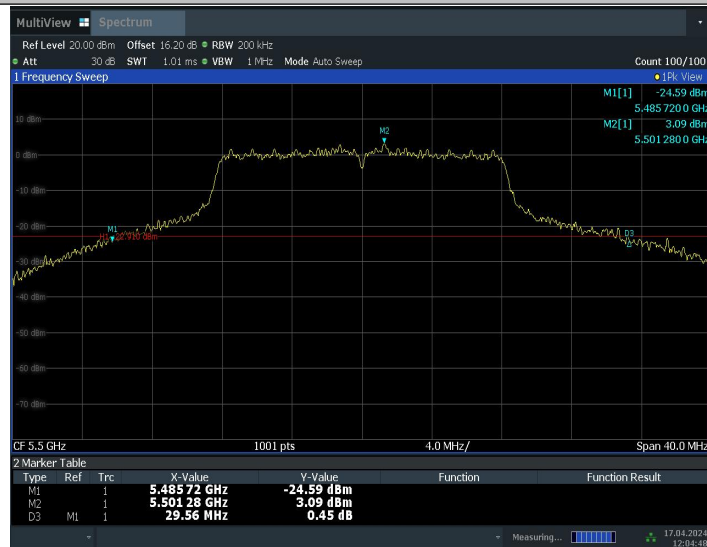 MultiView Spectrum
Ref Level 20.00 dBm Offset 16.20 dB RBW 200 kHz
Att 30 dB SWT 1.01 ms VBW 1 MHz Mode Auto Sweep Count 100/100
1 Frequency Sweep 1Pk View
M1[1] -24.59 dBm
5.485 720 0 GHz
M2[1] 3.09 dBm
5.501 280 0 GHz
10 dBm
M2
0 dBm
-10 dBm
-20 dBm
M1
D3
-30 dBm
-40 dBm
-50 dBm
-60 dBm
-70 dBm
CF 5.5 GHz 1001 pts 4.0 MHz/ Span 40.0 MHz
2 Marker Table
Type Ref Trc X-Value Y-Value Function Function Result
M1 1 5.485 72 GHz -24.59 dBm
M2 1 5.501 28 GHz 3.09 dBm
D3 M1 1 29.56 MHz 0.45 dB
Measuring... 17.04.2024
12:04:48